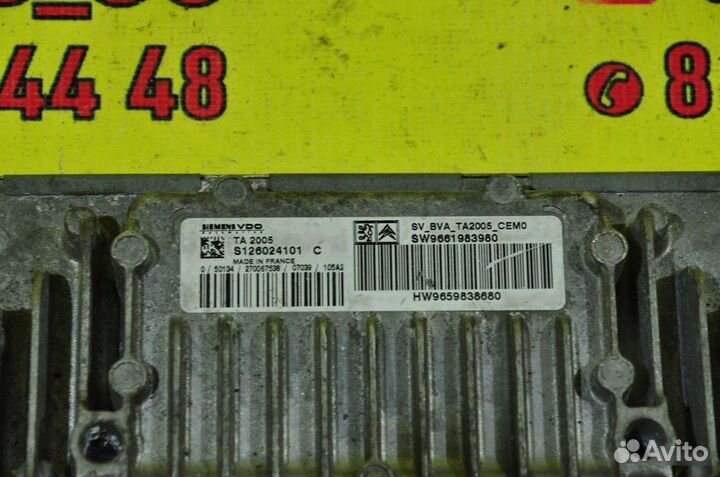 44 48
8
SIEMENS VDO
AUTOMOTIVE
TA 2005
S126024101 C
MADE IN FRANCE
0 / 50134 / 270067538 / 07039 / 105A2
SV_BVA_TA2005_CEM0
SW9661983980
HW9659838680
Avito